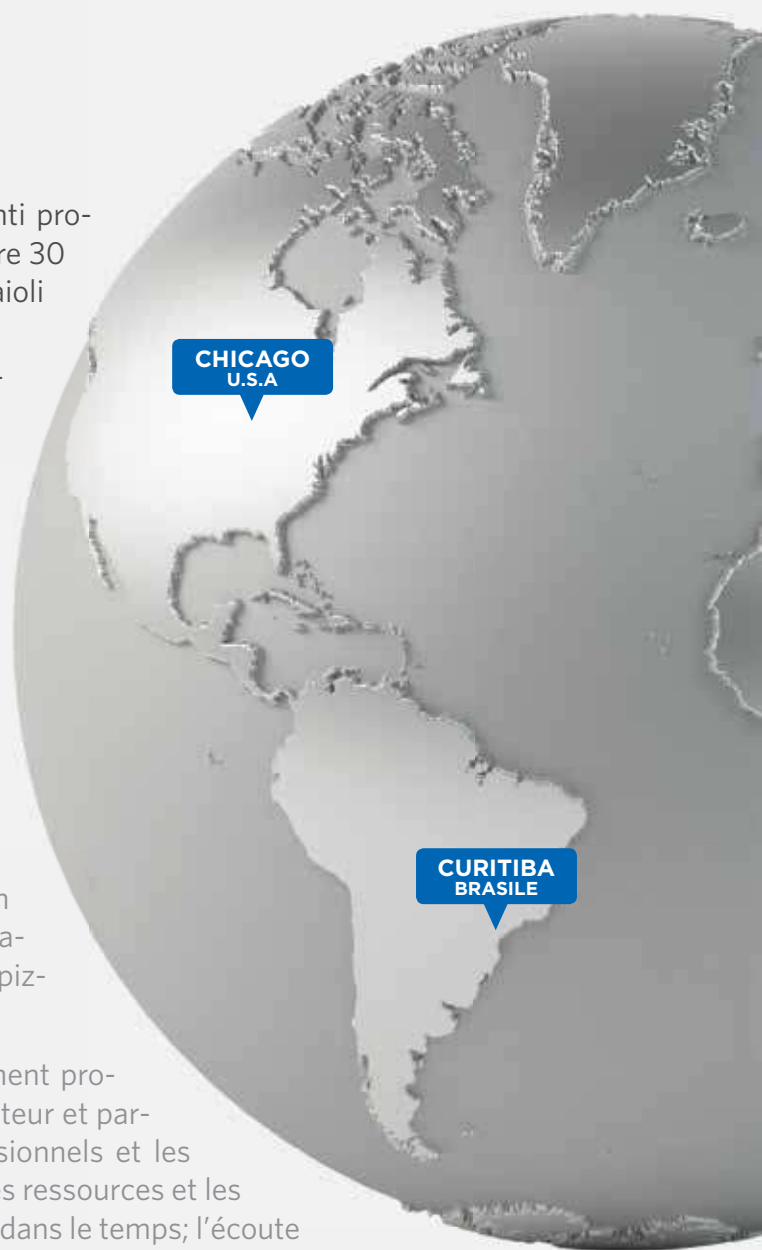 nti pro-
re 30
aioli
-
CHICAGO
U.S.A
CURITIBA
BRASILE
n
a-
piz-
ment pro-
teur et par-
sionnels et les
es ressources et les
dans le temps; l'écoute